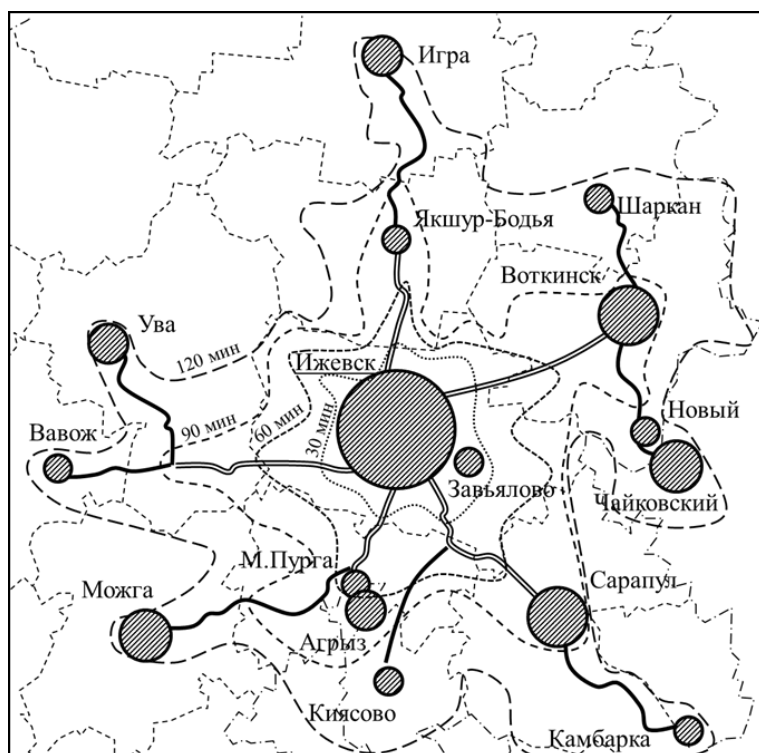 Игра
Шаркан
Якшур-Бодья
Воткинск
Ува
120 мин
Ижевск
Новый
Вавож
90 мин
60 мин
30 мин
Завьялово
Чайковский
М.Пурга
Можга
Сарапул
Агрыз
Киясово
Камбарка